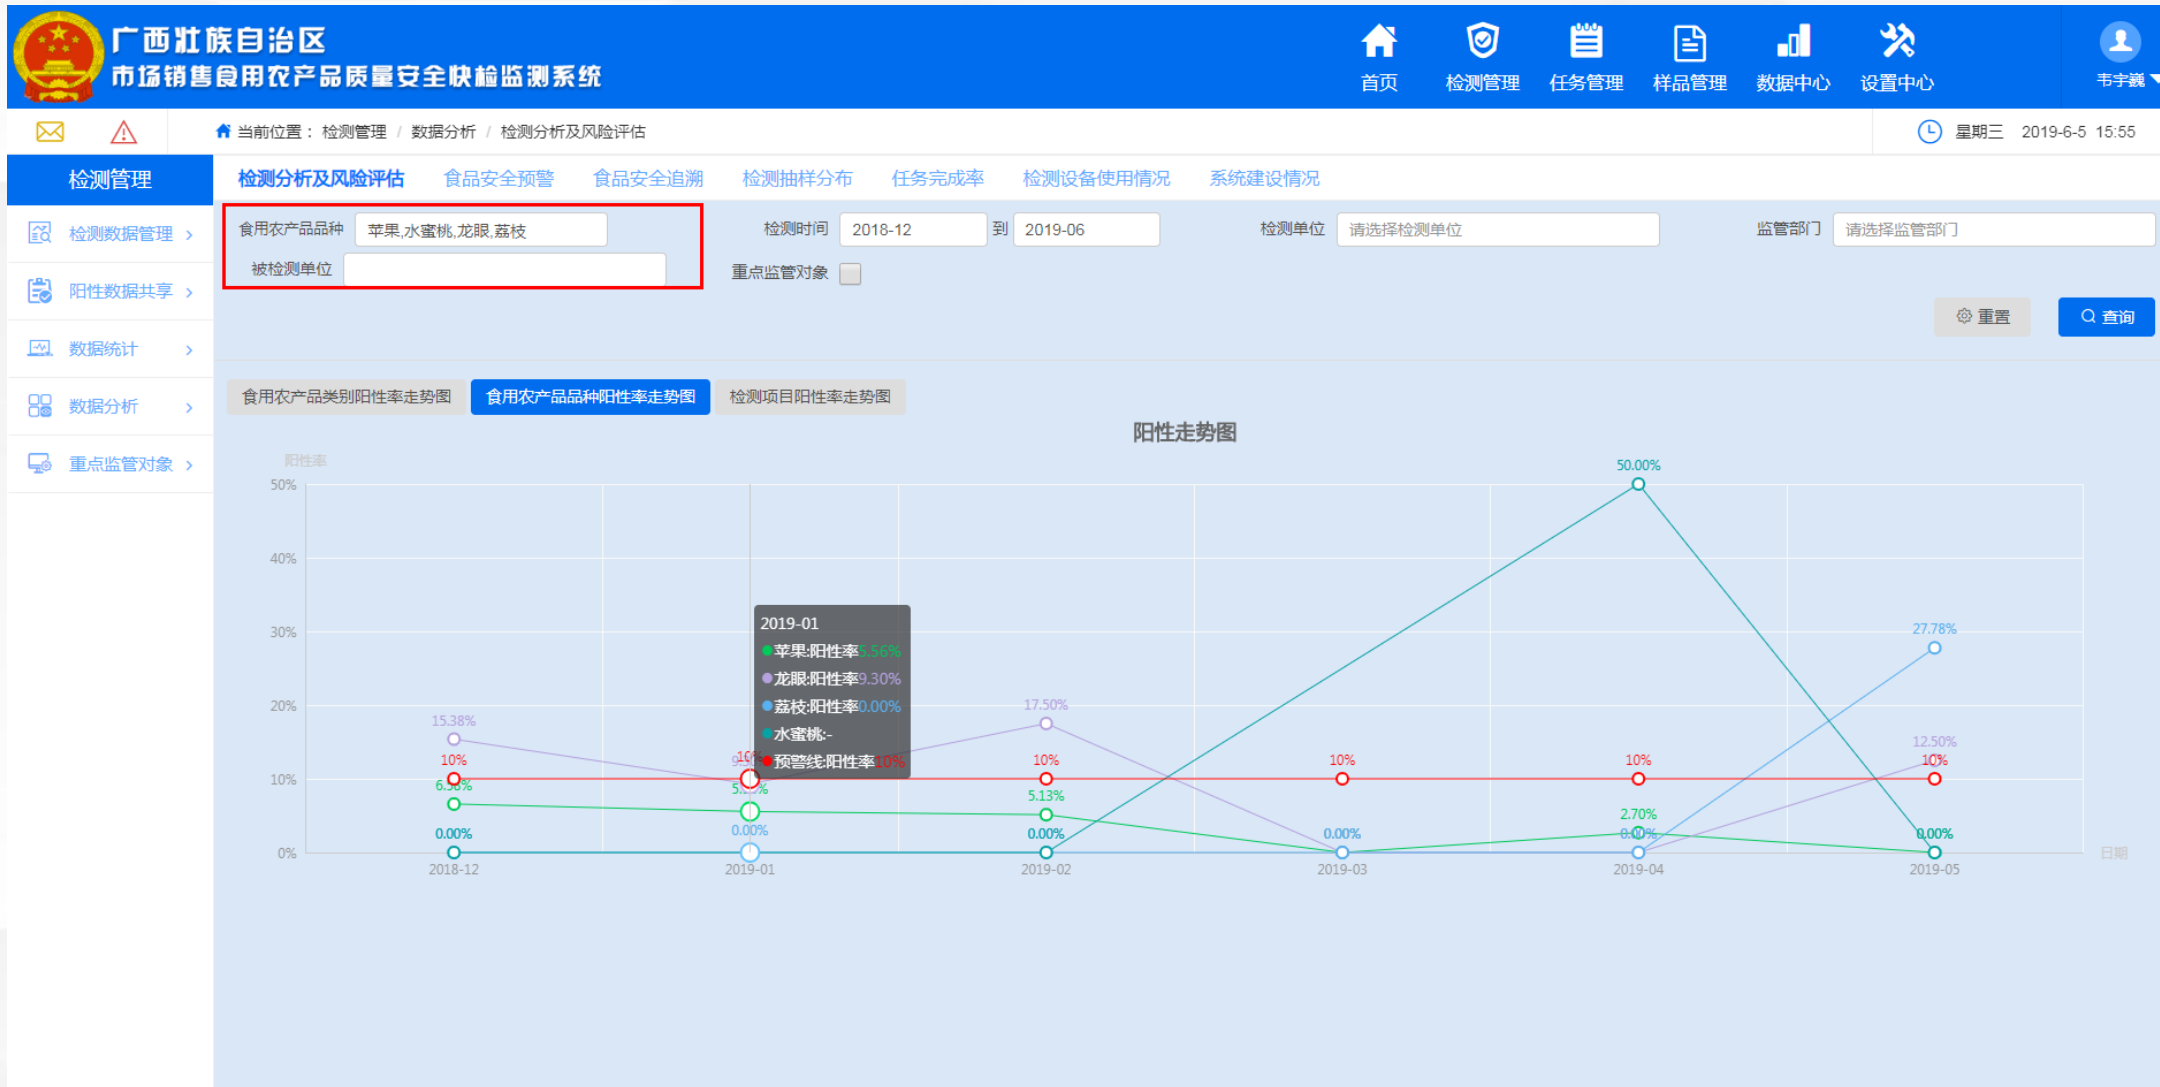 广西壮族自治区
市场销售食用农产品质量安全快检监测系统
首页
检测管理
任务管理
样品管理
数据中心
设置中心
韦宇巍
当前位置： 检测管理 / 数据分析 / 检测分析及风险评估
星期三 2019-6-5 15:55
检测管理
检测数据管理
阳性数据共享
数据统计
数据分析
重点监管对象
检测分析及风险评估 食品安全预警 食品安全追溯 检测抽样分布 任务完成率 检测设备使用情况 系统建设情况
食用农产品品种 苹果,水蜜桃,龙眼,荔枝 检测时间 2018-12 到 2019-06 检测单位 请选择检测单位 监管部门 请选择监管部门
被检测单位 重点监管对象
重置 查询
食用农产品类别阳性率走势图 食用农产品品种阳性率走势图 检测项目阳性率走势图
阳性走势图
阳性率
50%
40%
30%
20%
10%
0%
50.00%
27.78%
15.38%
17.50%
12.50%
10%
10%
10%
10%
10%
5.13%
2.70%
0.00%
0.00%
0.00%
0.00%
0.00%
2019-01
苹果:阳性率5.56%
龙眼:阳性率9.30%
荔枝:阳性率0.00%
水蜜桃:-
预警线:阳性率10%
2018-12 2019-01 2019-02 2019-03 2019-04 2019-05
日期